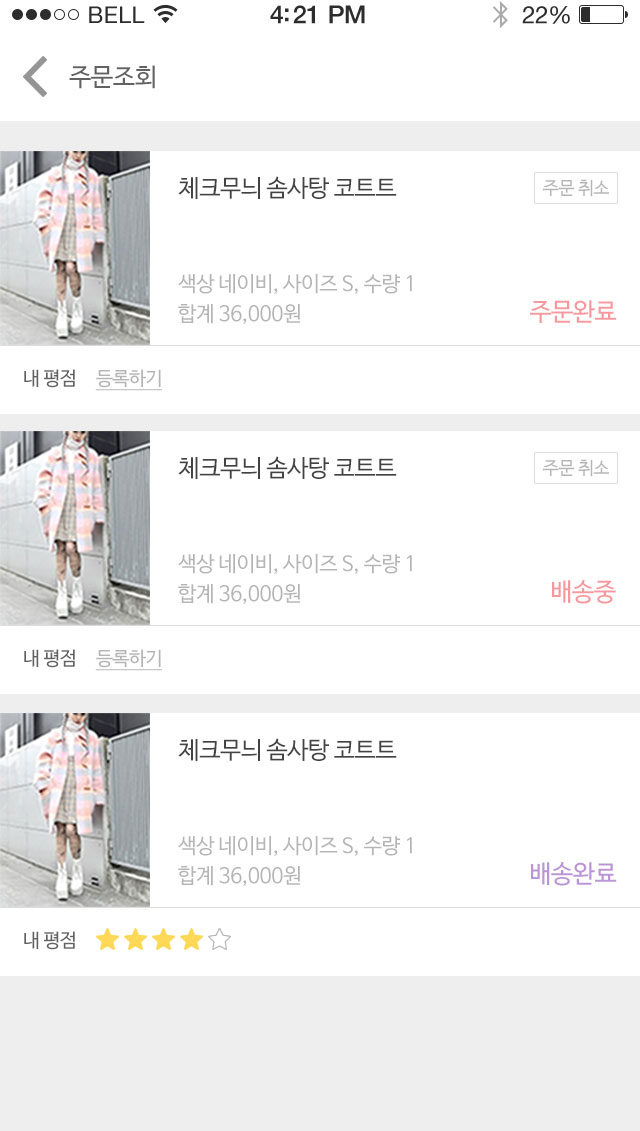 BELL 4:21 PM 22%
주문조회
체크무늬 솜사탕 코트트
주문 취소
색상 네이비, 사이즈 S, 수량 1
합계 36,000원
주문완료
내 평점 등록하기
체크무늬 솜사탕 코트트
주문 취소
색상 네이비, 사이즈 S, 수량 1
합계 36,000원
배송중
내 평점 등록하기
체크무늬 솜사탕 코트트
색상 네이비, 사이즈 S, 수량 1
합계 36,000원
배송완료
내 평점